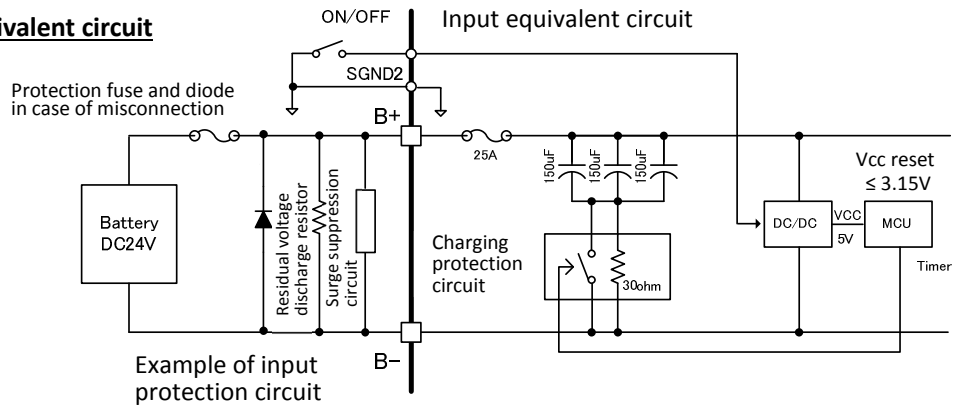 ivalent circuit
ON/OFF
Input equivalent circuit
SGND2
Protection fuse and diode
in case of misconnection
B+
25A
150uF
150uF
150uF
Vcc reset
≤ 3.15V
Battery
DC24V
Residual voltage
discharge resistor
Surge suppression
circuit
Charging
protection
circuit
30ohm
DC/DC
VCC
5V
MCU
Timer
B-
Example of input
protection circuit